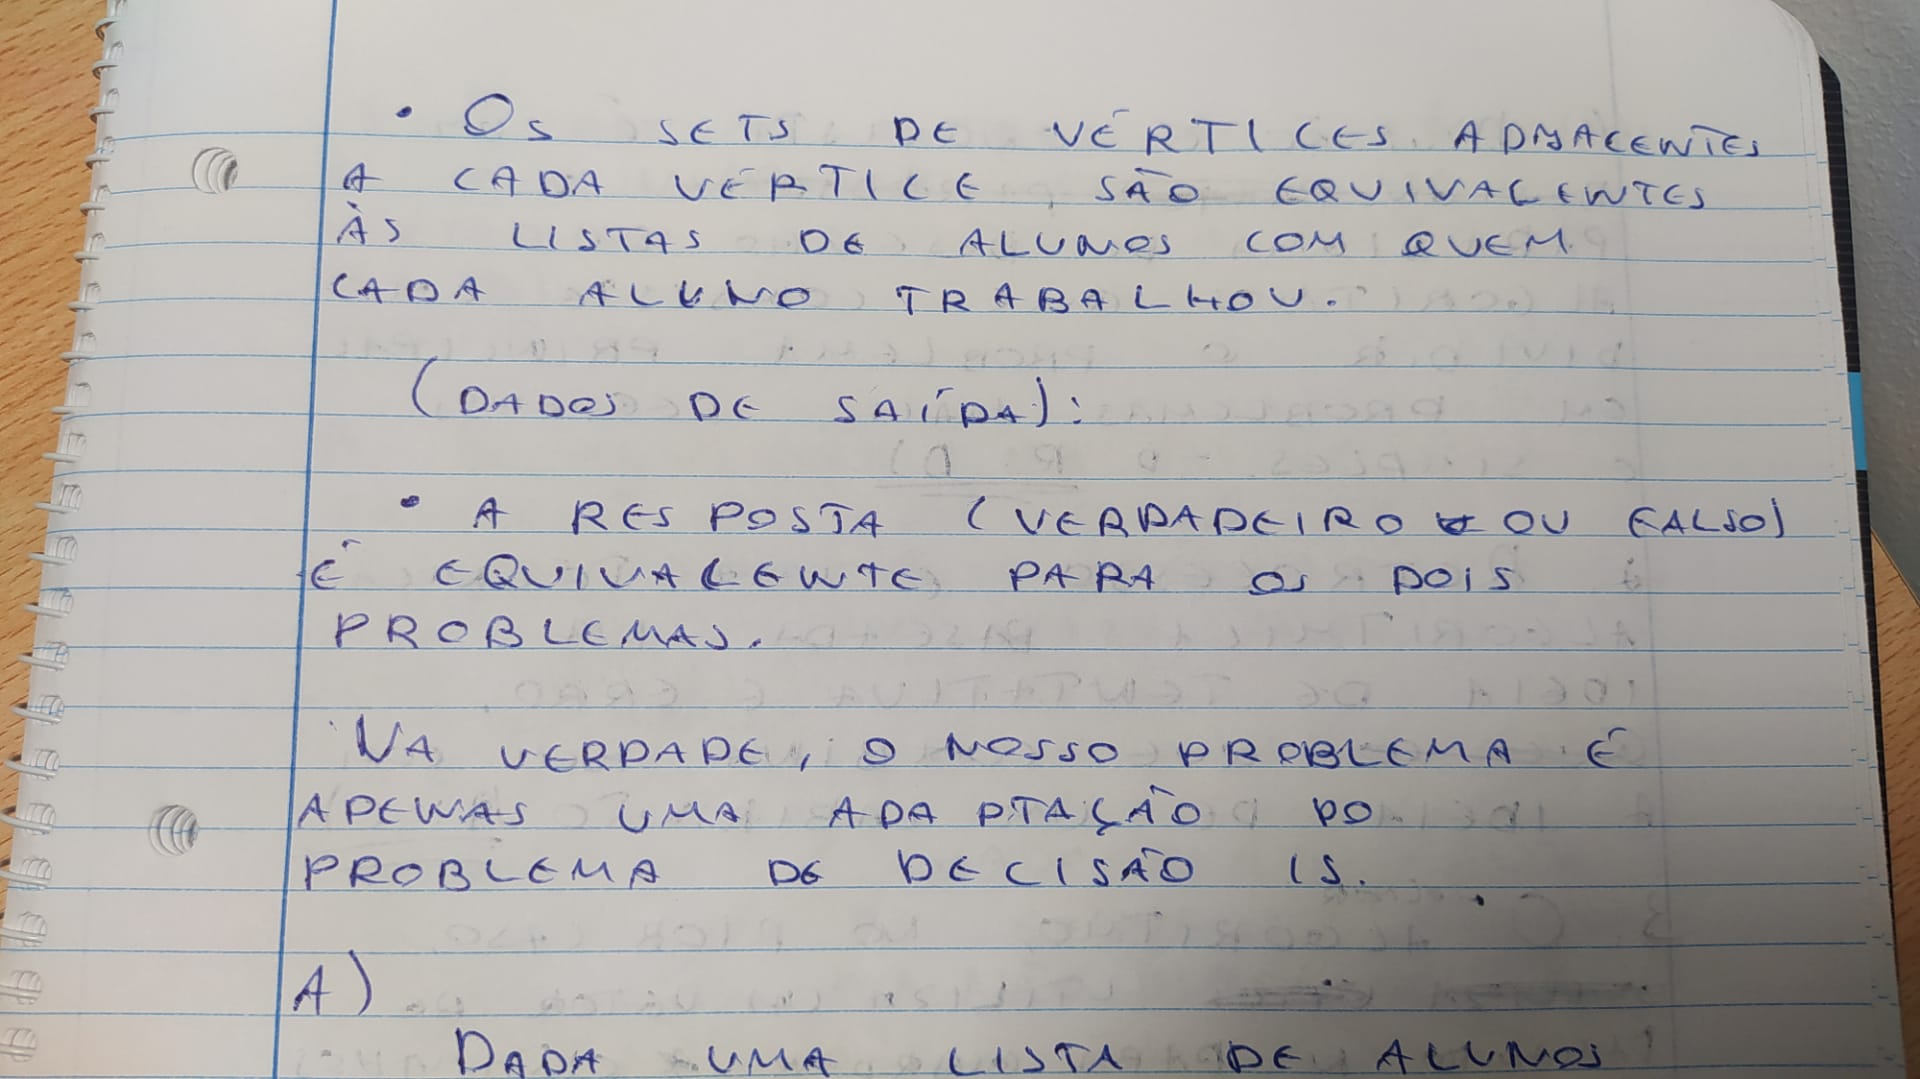 • Os SETS DE VÉRTICES ADJACENTES
A CADA VÉRTICE SÃO EQUIVALENTES
ÀS LISTAS DE ALUNOS COM QUEM
CADA ALUNO TRABALHOU.
(DADOS DE SAÍDA):
• A RESPOSTA (VERDADEIRO OU FALSO)
É EQUIVALENTE PARA OS DOIS
PROBLEMAS.
NA VERDADE, O NOSSO PROBLEMA É
APENAS UMA ADAPTAÇÃO DO
PROBLEMA DE DECISÃO IS.
A)
DADA UMA LISTA DE ALUNOS